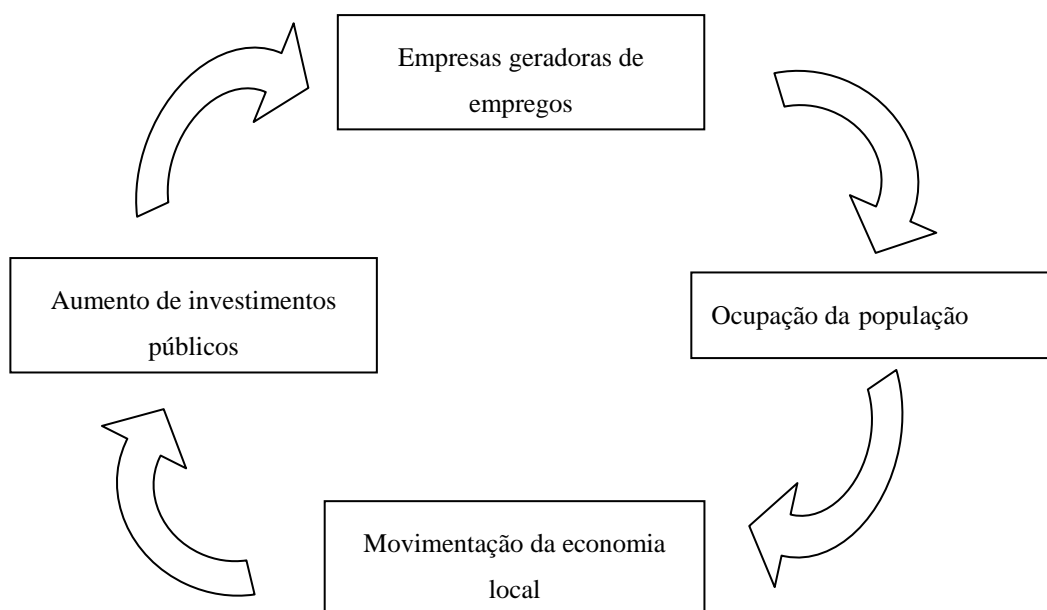 Empresas geradoras de
empregos
Aumento de investimentos
públicos
Ocupação da população
Movimentação da economia
local